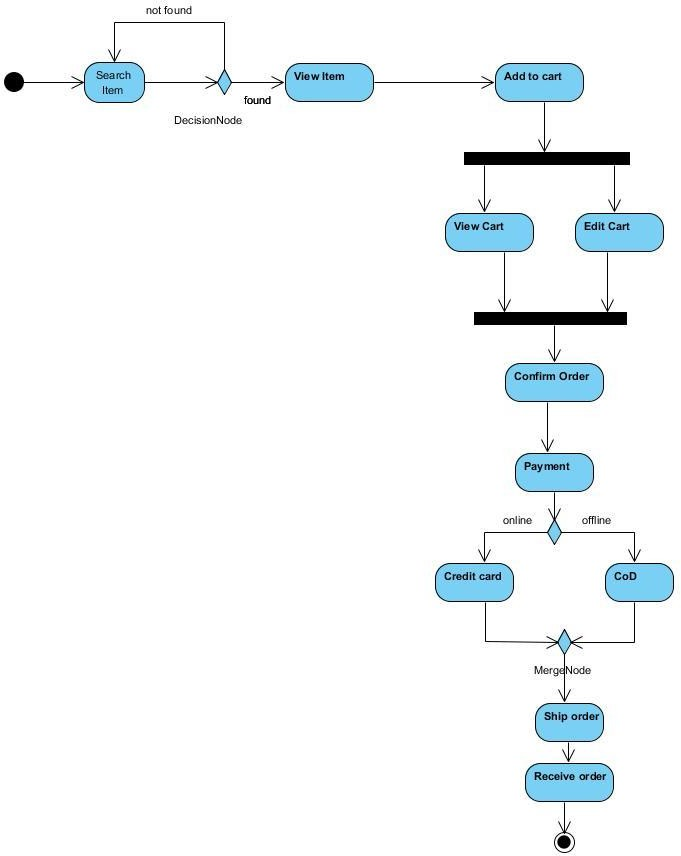 not found
Search
Item
View Item
Add to cart
found
DecisionNode
View Cart
Edit Cart
Confirm Order
Payment
online
offline
Credit card
CoD
MergeNode
Ship order
Receive order